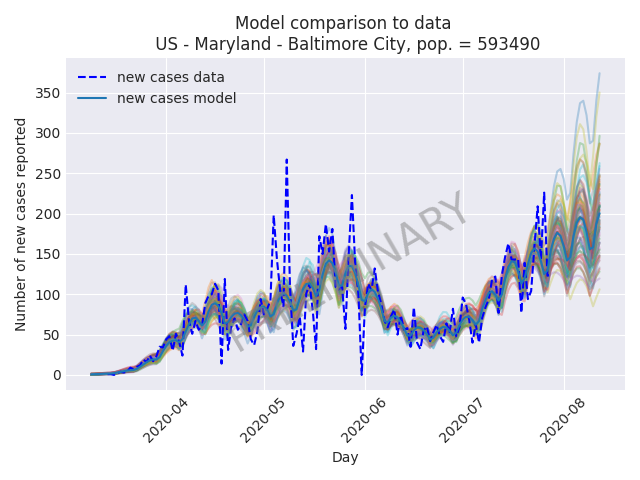 Model comparison to data
US - Maryland - Baltimore City, pop. = 593490
new cases data
new cases model
PRELIMINARY
Number of new cases reported
350
300
250
200
150
100
50
0
2020-04
2020-05
2020-06
2020-07
2020-08
Day